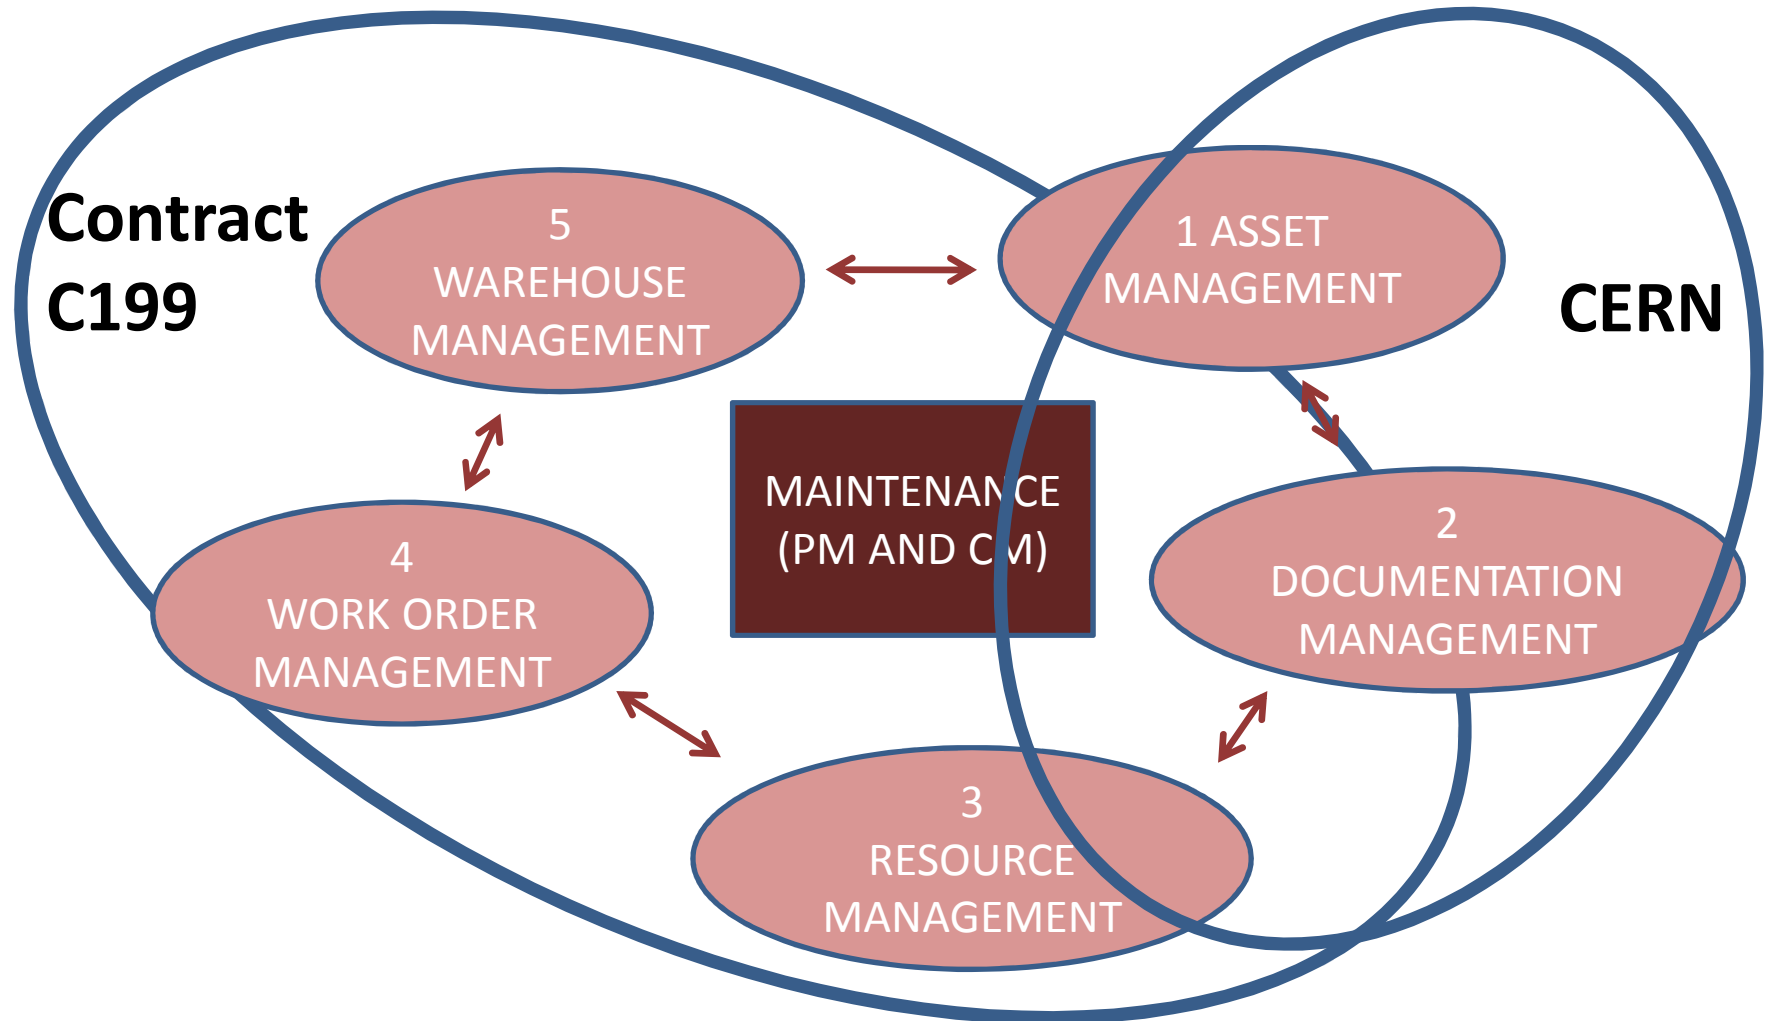 Contract
C199
5
WAREHOUSE
MANAGEMENT
1 ASSET
MANAGEMENT
CERN
MAINTENANCE
(PM AND CM)
2
DOCUMENTATION
MANAGEMENT
4
WORK ORDER
MANAGEMENT
3
RESOURCE
MANAGEMENT